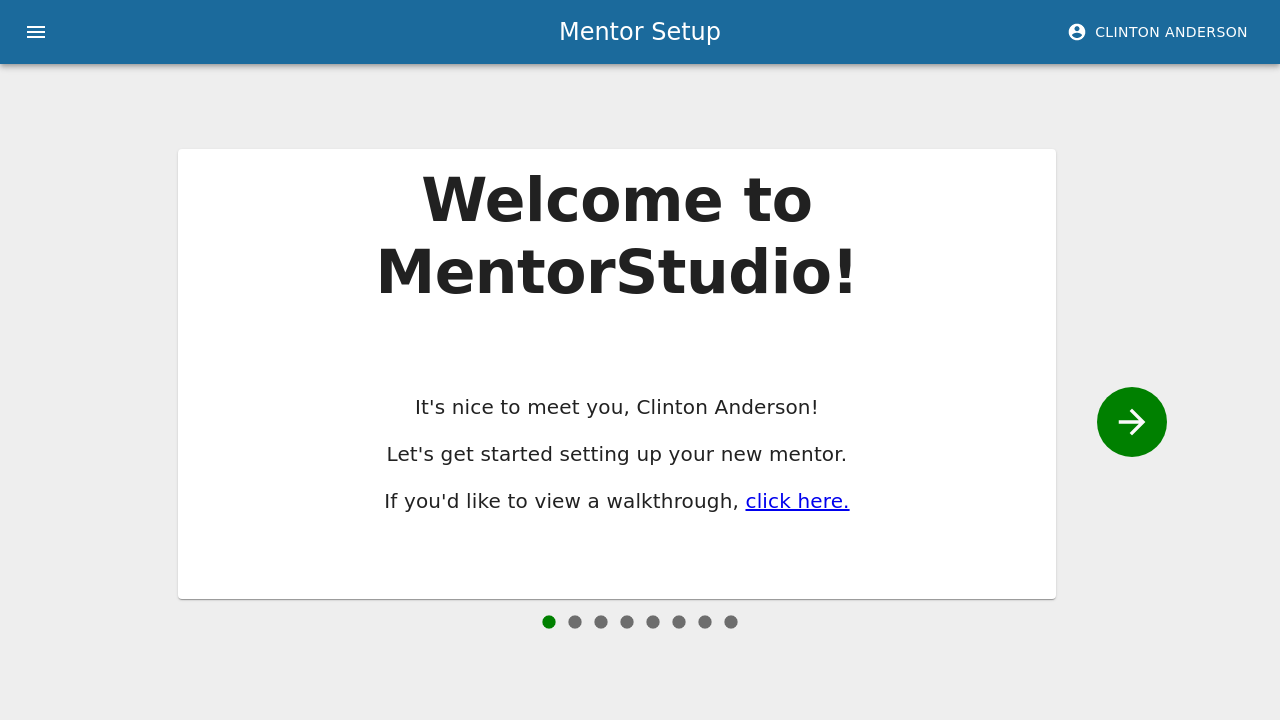 Mentor Setup
CLINTON ANDERSON
Welcome to
MentorStudio!
It's nice to meet you, Clinton Anderson!
Let's get started setting up your new mentor.
If you'd like to view a walkthrough, click here.